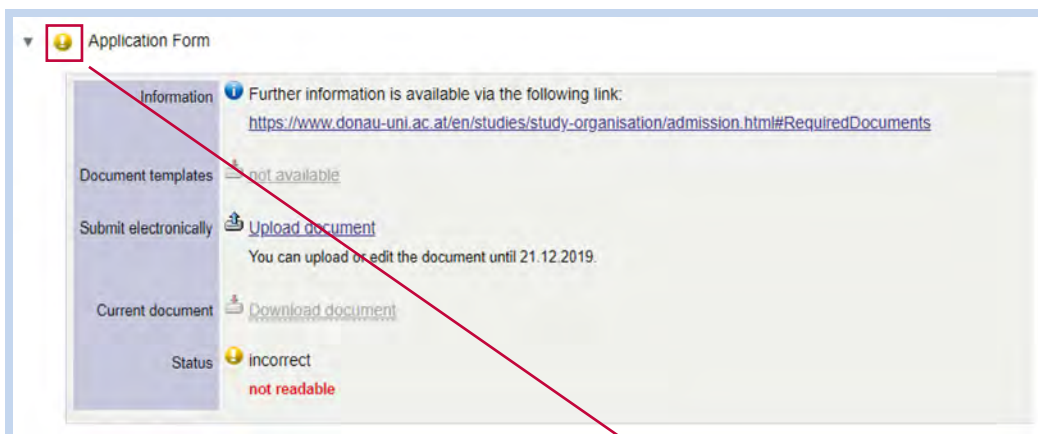 Application Form
Information Further information is available via the following link:
https://www.donau-uni.ac.at/en/studies/study-organisation/admission.html#RequiredDocuments
Document templates not available
Submit electronically Upload document
You can upload or edit the document until 21.12.2019.
Current document Download document
Status incorrect
not readable